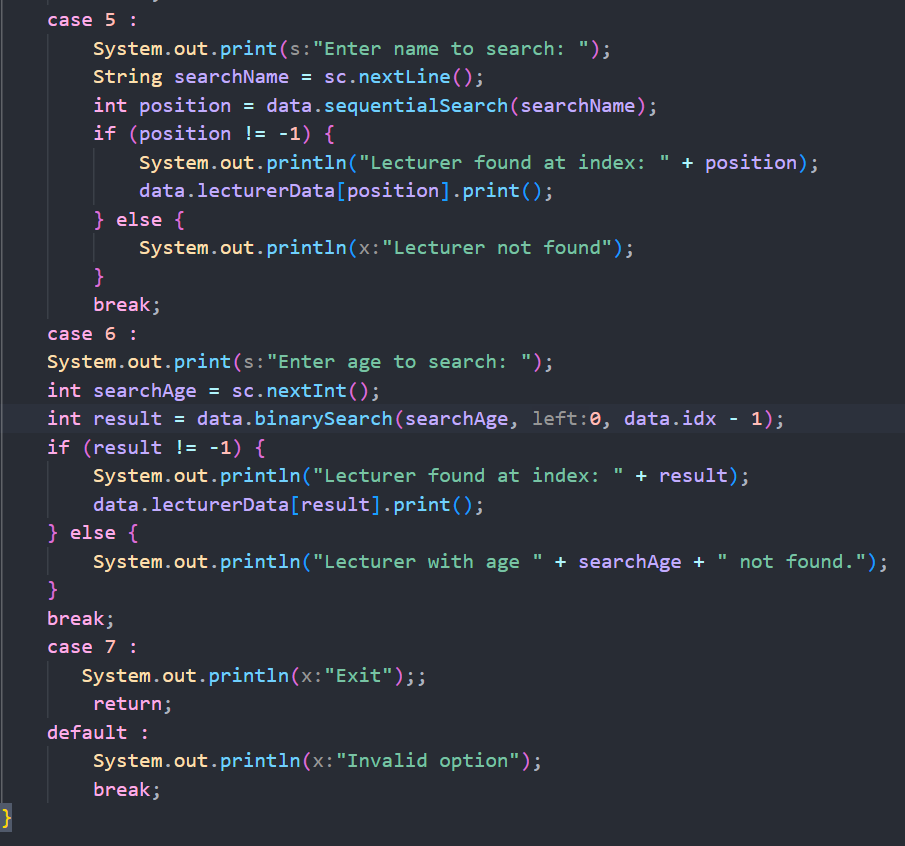 case 5 :
System.out.print(s:"Enter name to search: ");
String searchName = sc.nextLine();
int position = data.sequentialSearch(searchName);
if (position != -1) {
System.out.println("Lecturer found at index: " + position);
data.lecturerData[position].print();
} else {
System.out.println(x:"Lecturer not found");
}
break;
case 6 :
System.out.print(s:"Enter age to search: ");
int searchAge = sc.nextInt();
int result = data.binarySearch(searchAge, left:0, data.idx - 1);
if (result != -1) {
System.out.println("Lecturer found at index: " + result);
data.lecturerData[result].print();
} else {
System.out.println("Lecturer with age " + searchAge + " not found.");
}
break;
case 7 :
System.out.println(x:"Exit");;
return;
default :
System.out.println(x:"Invalid option");
break;
}